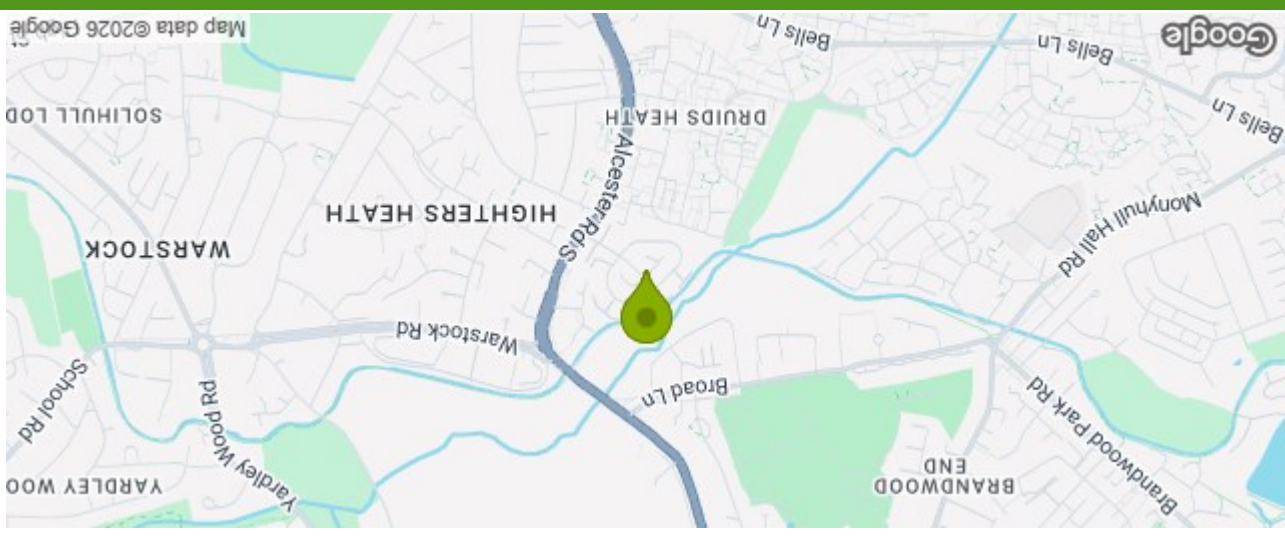 BRANDWOOD
END
YARDLEY WOO
Brandwood Park Rd
Yardley Wood Rd
School Rd
Broad Ln
Warstock Rd
Monyhull Hall Rd
WARSTOCK
HIGHTERS HEATH
Alcester Rd S
DRUIDS HEATH
SOLIHULL LOD
Bells Ln
Bells Ln
Bells Ln
Google
Map data ©2026 Google